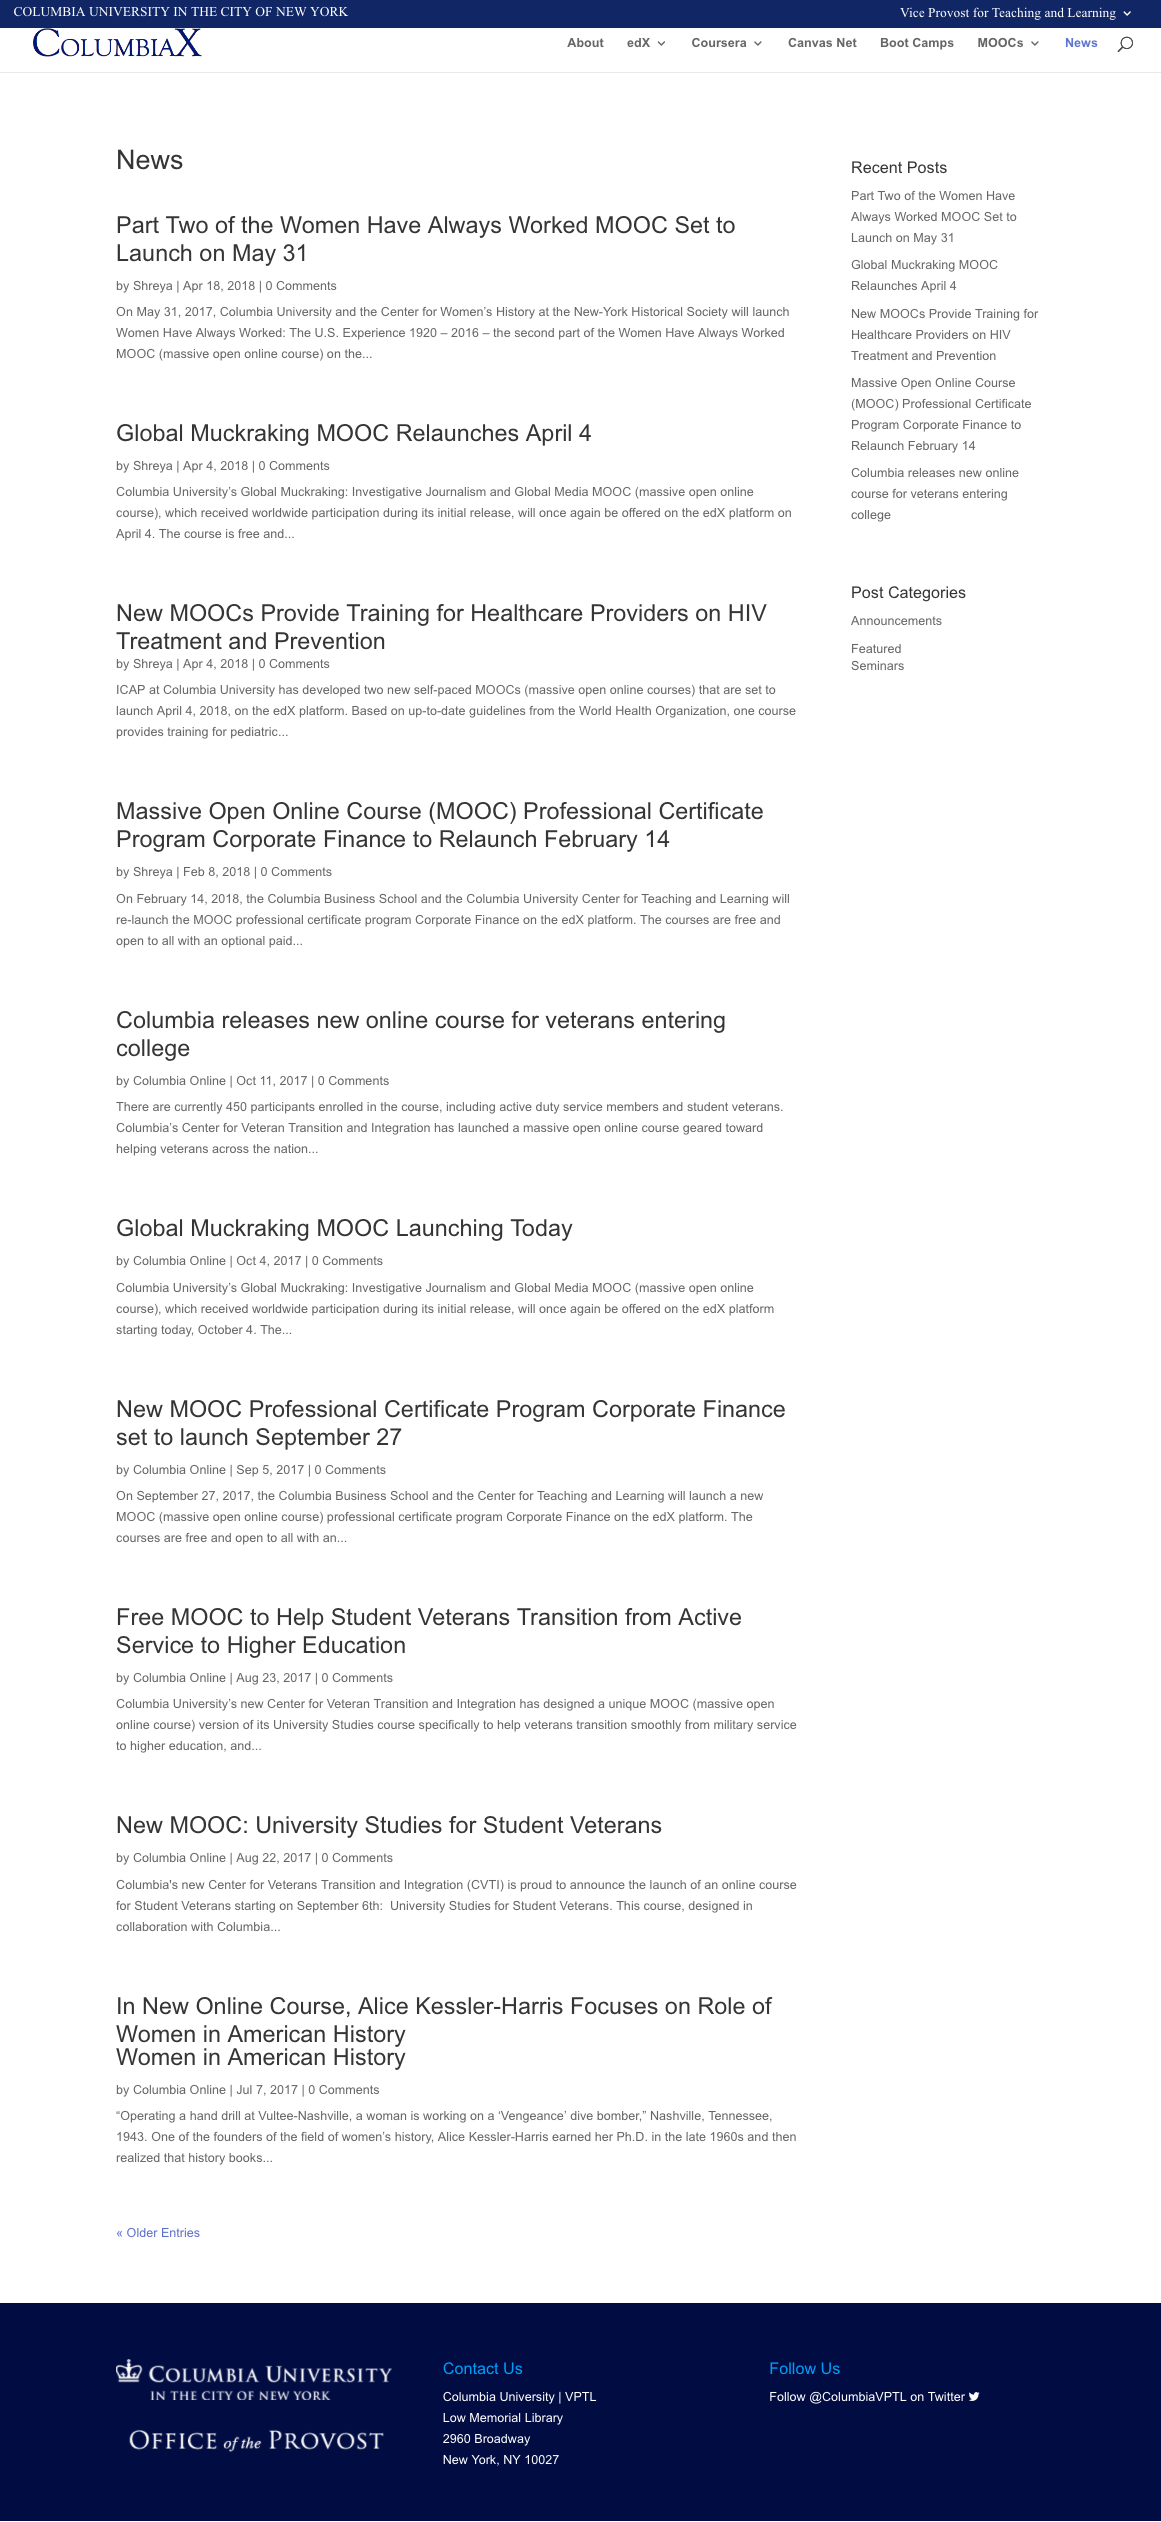 COLUMBIA UNIVERSITY IN THE CITY OF NEW YORK
Vice Provost for Teaching and Learning
COLUMBIAX
About edX Coursera Canvas Net Boot Camps MOOCs News
News
Part Two of the Women Have Always Worked MOOC Set to
Launch on May 31
by Shreya | Apr 18, 2018 | 0 Comments
On May 31, 2017, Columbia University and the Center for Women’s History at the New-York Historical Society will launch
Women Have Always Worked: The U.S. Experience 1920 – 2016 – the second part of the Women Have Always Worked
MOOC (massive open online course) on the...
Global Muckraking MOOC Relaunches April 4
by Shreya | Apr 4, 2018 | 0 Comments
Columbia University’s Global Muckraking: Investigative Journalism and Global Media MOOC (massive open online
course), which received worldwide participation during its initial release, will once again be offered on the edX platform on
April 4. The course is free and...
New MOOCs Provide Training for Healthcare Providers on HIV
Treatment and Prevention
by Shreya | Apr 4, 2018 | 0 Comments
ICAP at Columbia University has developed two new self-paced MOOCs (massive open online courses) that are set to
launch April 4, 2018, on the edX platform. Based on up-to-date guidelines from the World Health Organization, one course
provides training for pediatric...
Massive Open Online Course (MOOC) Professional Certificate
Program Corporate Finance to Relaunch February 14
by Shreya | Feb 8, 2018 | 0 Comments
On February 14, 2018, the Columbia Business School and the Columbia University Center for Teaching and Learning will
re-launch the MOOC professional certificate program Corporate Finance on the edX platform. The courses are free and
open to all with an optional paid...
Columbia releases new online course for veterans entering
college
by Columbia Online | Oct 11, 2017 | 0 Comments
There are currently 450 participants enrolled in the course, including active duty service members and student veterans.
Columbia’s Center for Veteran Transition and Integration has launched a massive open online course geared toward
helping veterans across the nation...
Global Muckraking MOOC Launching Today
by Columbia Online | Oct 4, 2017 | 0 Comments
Columbia University’s Global Muckraking: Investigative Journalism and Global Media MOOC (massive open online
course), which received worldwide participation during its initial release, will once again be offered on the edX platform
starting today, October 4. The...
New MOOC Professional Certificate Program Corporate Finance
set to launch September 27
by Columbia Online | Sep 5, 2017 | 0 Comments
On September 27, 2017, the Columbia Business School and the Center for Teaching and Learning will launch a new
MOOC (massive open online course) professional certificate program Corporate Finance on the edX platform. The
courses are free and open to all with an...
Free MOOC to Help Student Veterans Transition from Active
Service to Higher Education
by Columbia Online | Aug 23, 2017 | 0 Comments
Columbia University’s new Center for Veteran Transition and Integration has designed a unique MOOC (massive open
online course) version of its University Studies course specifically to help veterans transition smoothly from military service
to higher education, and...
New MOOC: University Studies for Student Veterans
by Columbia Online | Aug 22, 2017 | 0 Comments
Columbia's new Center for Veterans Transition and Integration (CVTI) is proud to announce the launch of an online course
for Student Veterans starting on September 6th:  University Studies for Student Veterans. This course, designed in
collaboration with Columbia...
In New Online Course, Alice Kessler-Harris Focuses on Role of
Women in American History
Women in American History
by Columbia Online | Jul 7, 2017 | 0 Comments
“Operating a hand drill at Vultee-Nashville, a woman is working on a ‘Vengeance’ dive bomber,” Nashville, Tennessee,
1943. One of the founders of the field of women’s history, Alice Kessler-Harris earned her Ph.D. in the late 1960s and then
realized that history books...
« Older Entries
Recent Posts
Part Two of the Women Have
Always Worked MOOC Set to
Launch on May 31
Global Muckraking MOOC
Relaunches April 4
New MOOCs Provide Training for
Healthcare Providers on HIV
Treatment and Prevention
Massive Open Online Course
(MOOC) Professional Certificate
Program Corporate Finance to
Relaunch February 14
Columbia releases new online
course for veterans entering
college
Post Categories
Announcements
Featured
Seminars
COLUMBIA UNIVERSITY
IN THE CITY OF NEW YORK
OFFICE of the PROVOST
Contact Us
Columbia University | VPTL
Low Memorial Library
2960 Broadway
New York, NY 10027
Follow Us
Follow @ColumbiaVPTL on Twitter